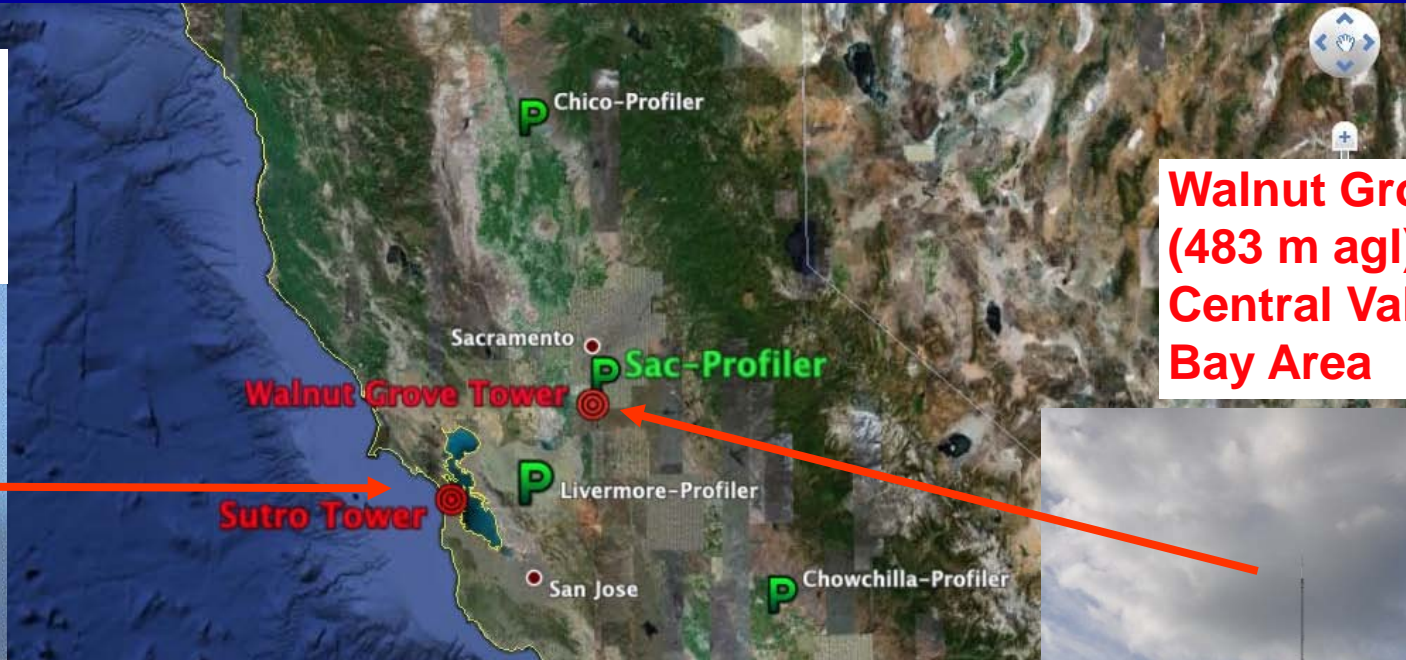 Chico-Profiler
Walnut Gro
(483 m agl)
Central Val
Bay Area
Sacramento
P Sac-Profiler
Walnut Grove Tower
P Livermore-Profiler
Sutro Tower
San Jose
P Chowchilla-Profiler